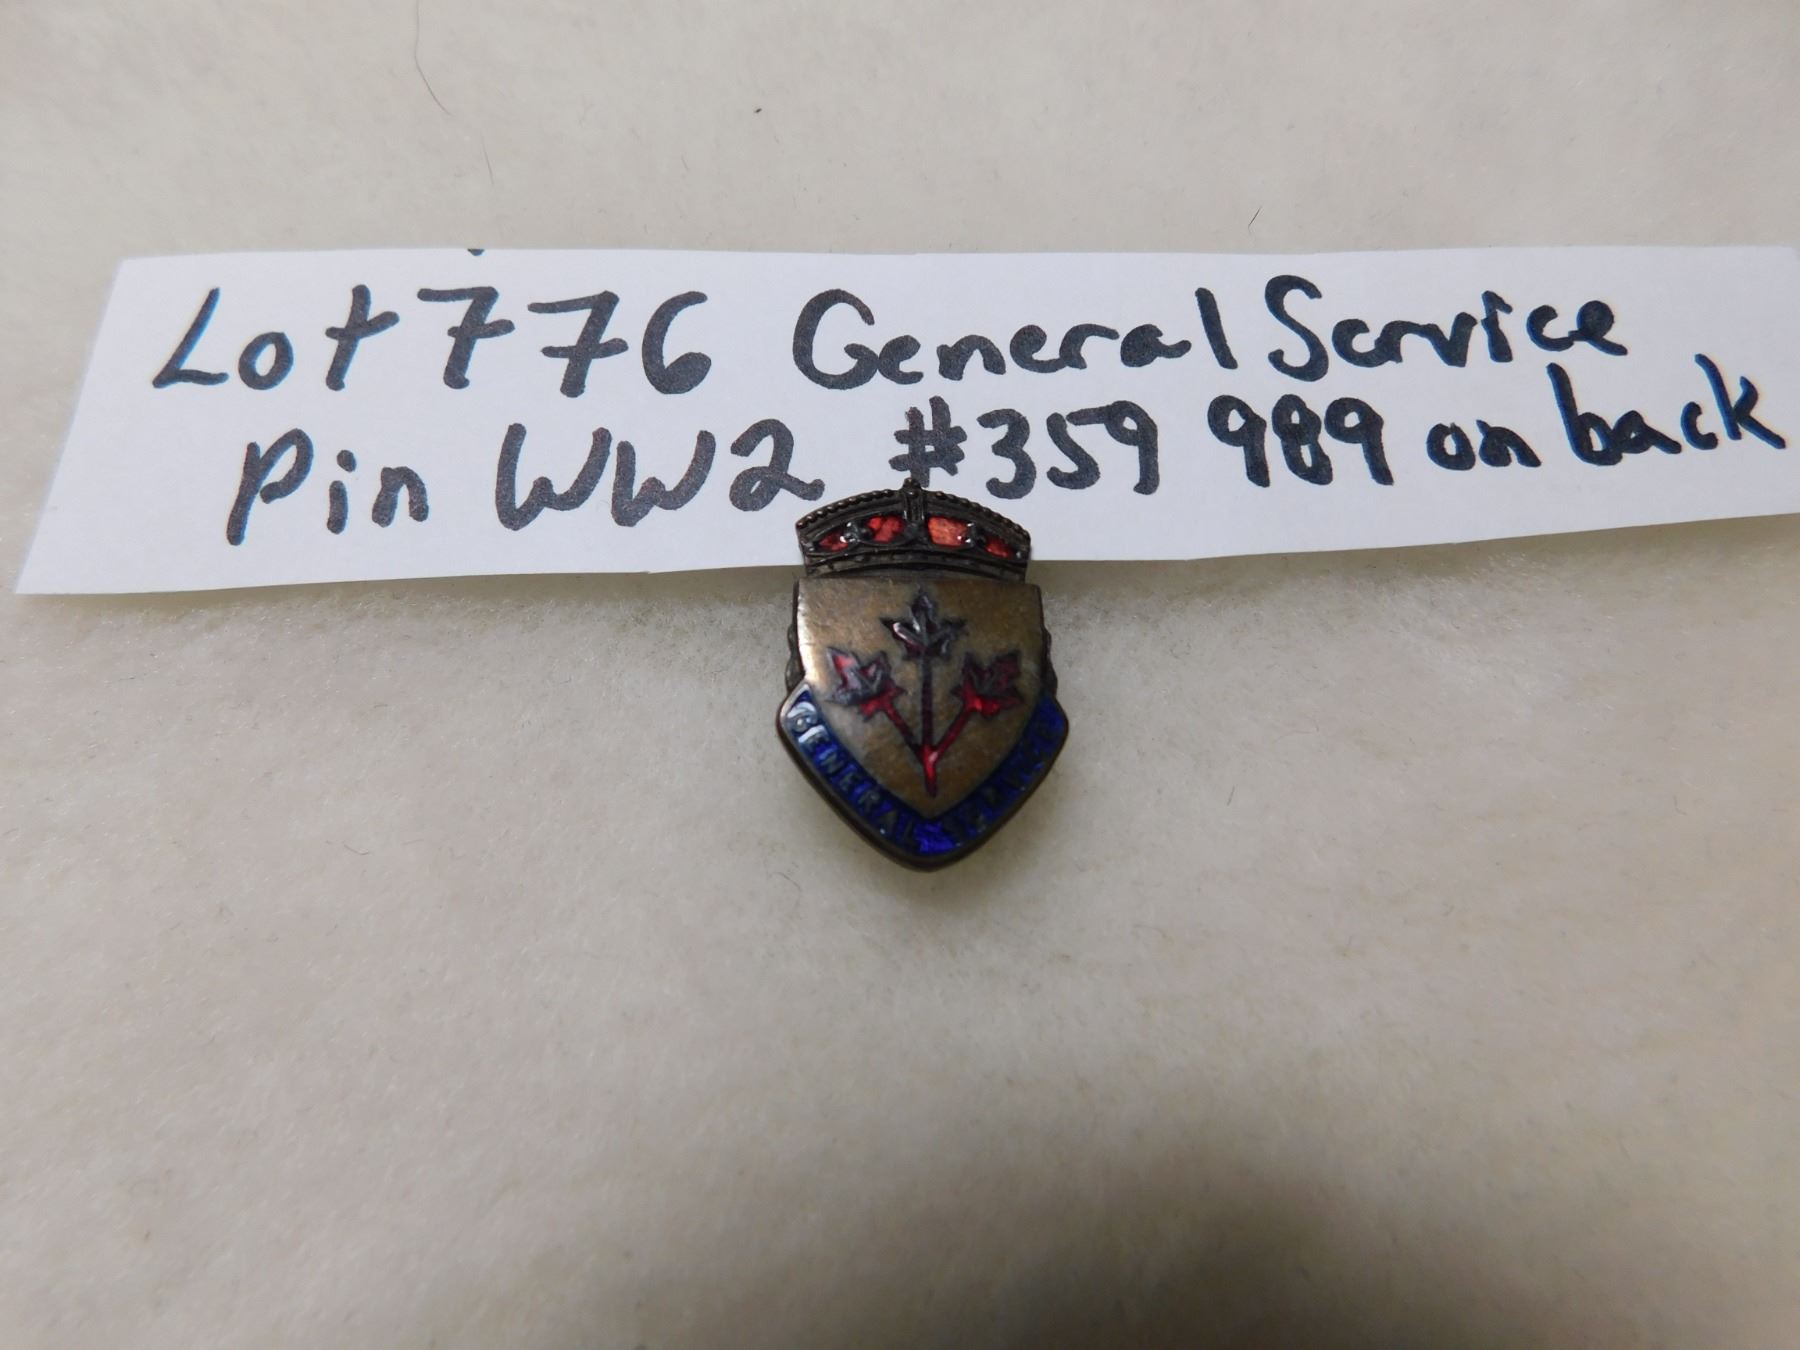 Lot 776 General Service
Pin WW2 #359 989 on back
GENERAL SERVICE